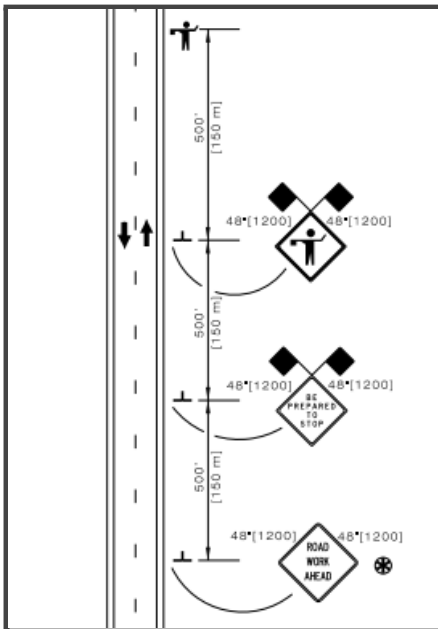 500'
[150 m]
48"[1200] 48"[1200]
500'
[150 m]
48"[1200] 48"[1200]
BE
PREPARED
TO
STOP
500'
[150 m]
48"[1200] 48"[1200]
ROAD
WORK
AHEAD